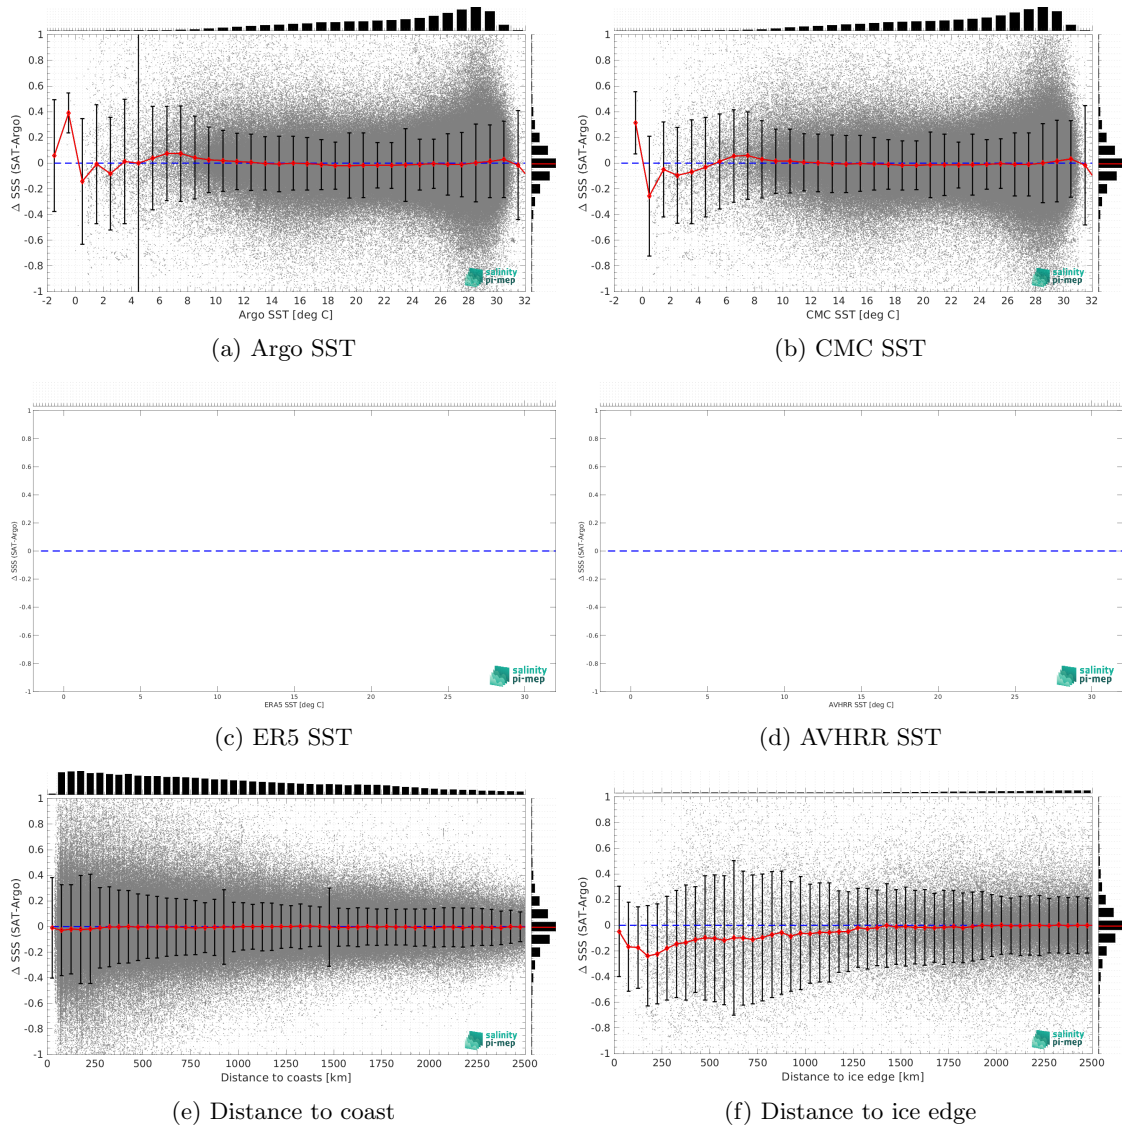 1
0.8
0.6
0.4
0.2
0
-0.2
-0.4
-0.6
-0.8
-1
Δ SSS (SAT-Argo)
-2 0 2 4 6 8 10 12 14 16 18 20 22 24 26 28 30 32
Argo SST [deg C]
salinity
pi-mep
(a) Argo SST
1
0.8
0.6
0.4
0.2
0
-0.2
-0.4
-0.6
-0.8
-1
Δ SSS (SAT-Argo)
-2 0 2 4 6 8 10 12 14 16 18 20 22 24 26 28 30 32
CMC SST [deg C]
salinity
pi-mep
(b) CMC SST
1
0.8
0.6
0.4
0.2
0
-0.2
-0.4
-0.6
-0.8
-1
Δ SSS (SAT-Argo)
0 5 10 15 20 25 30
ERA5 SST [deg C]
salinity
pi-mep
(c) ER5 SST
1
0.8
0.6
0.4
0.2
0
-0.2
-0.4
-0.6
-0.8
-1
Δ SSS (SAT-Argo)
0 5 10 15 20 25 30
AVHRR SST [deg C]
salinity
pi-mep
(d) AVHRR SST
1
0.8
0.6
0.4
0.2
0
-0.2
-0.4
-0.6
-0.8
-1
Δ SSS (SAT-Argo)
0 250 500 750 1000 1250 1500 1750 2000 2250 2500
Distance to coasts [km]
salinity
pi-mep
(e) Distance to coast
1
0.8
0.6
0.4
0.2
0
-0.2
-0.4
-0.6
-0.8
-1
Δ SSS (SAT-Argo)
0 250 500 750 1000 1250 1500 1750 2000 2250 2500
Distance to ice edge [km]
salinity
pi-mep
(f) Distance to ice edge